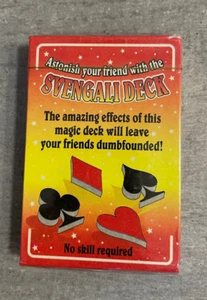 Astonish your friend with the
SVENGALI DECK
The amazing effects of this
magic deck will leave
your friends dumbfounded!
No skill required